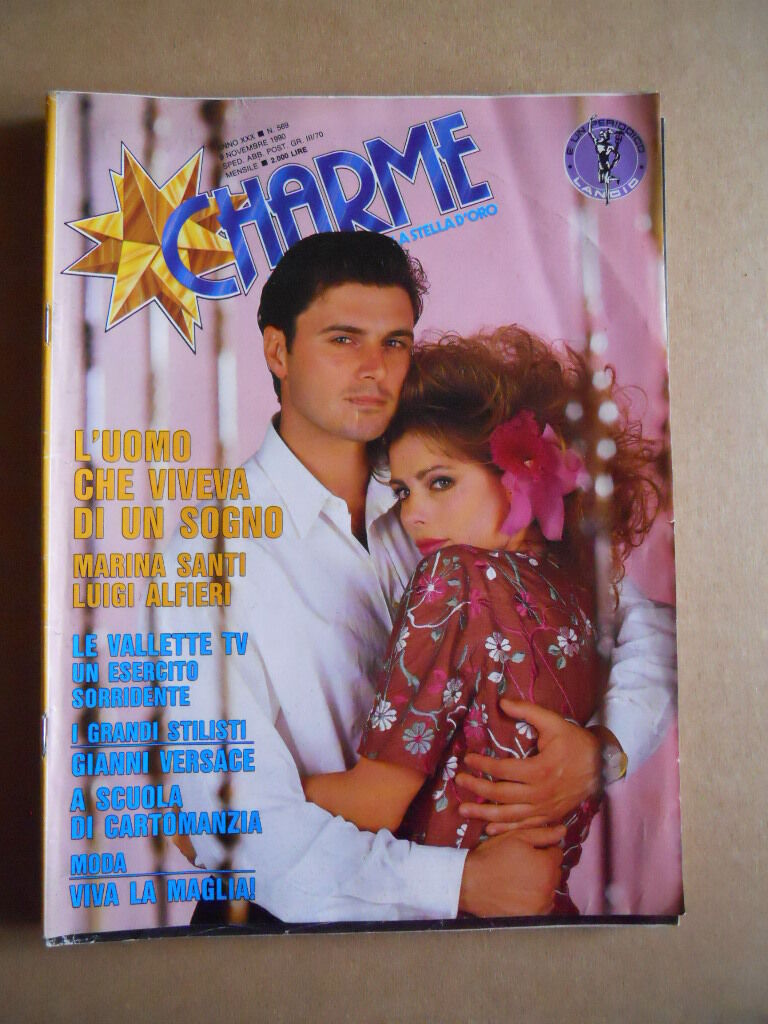 ANNO XXX ■ N. 569
9 NOVEMBRE 1990
SPED. ABB. POST. GR. III/70
MENSILE ■ 2.000 LIRE
CHARME
LA STELLA D'ORO
È UN PERIODICO
LANCIO
L'UOMO
CHE VIVEVA
DI UN SOGNO
MARINA SANTI
LUIGI ALFIERI
LE VALLETTE TV
UN ESERCITO
SORRIDENTE
I GRANDI STILISTI
GIANNI VERSACE
A SCUOLA
DI CARTOMANZIA
MODA
VIVA LA MAGLIA!